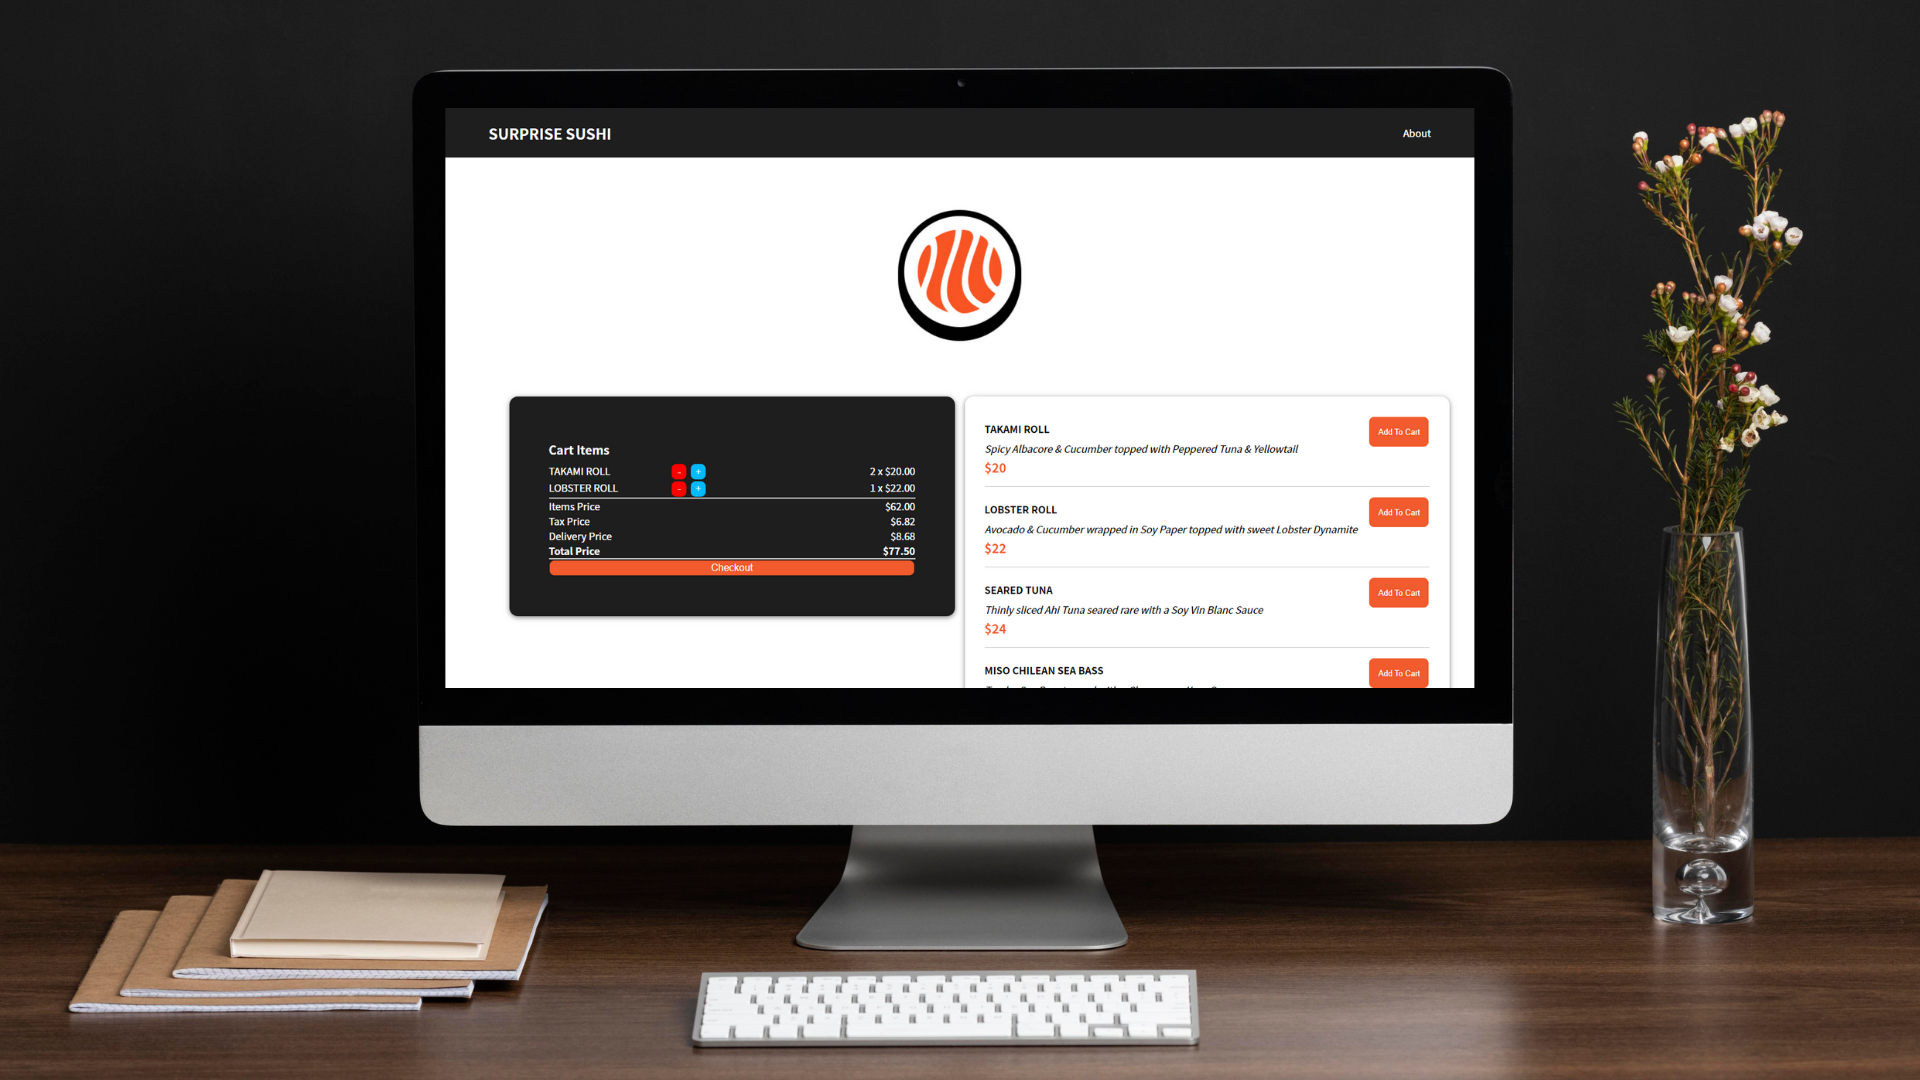 SURPRISE SUSHI
About
Cart Items
TAKAMI ROLL - + 2 x $20.00
LOBSTER ROLL - + 1 x $22.00
Items Price $62.00
Tax Price $6.82
Delivery Price $8.68
Total Price $77.50
Checkout
TAKAMI ROLL
Add To Cart
Spicy Albacore & Cucumber topped with Peppered Tuna & Yellowtail
$20
LOBSTER ROLL
Add To Cart
Avocado & Cucumber wrapped in Soy Paper topped with sweet Lobster Dynamite
$22
SEARED TUNA
Add To Cart
Thinly sliced Ahi Tuna seared rare with a Soy Vin Blanc Sauce
$24
MISO CHILEAN SEA BASS
Add To Cart